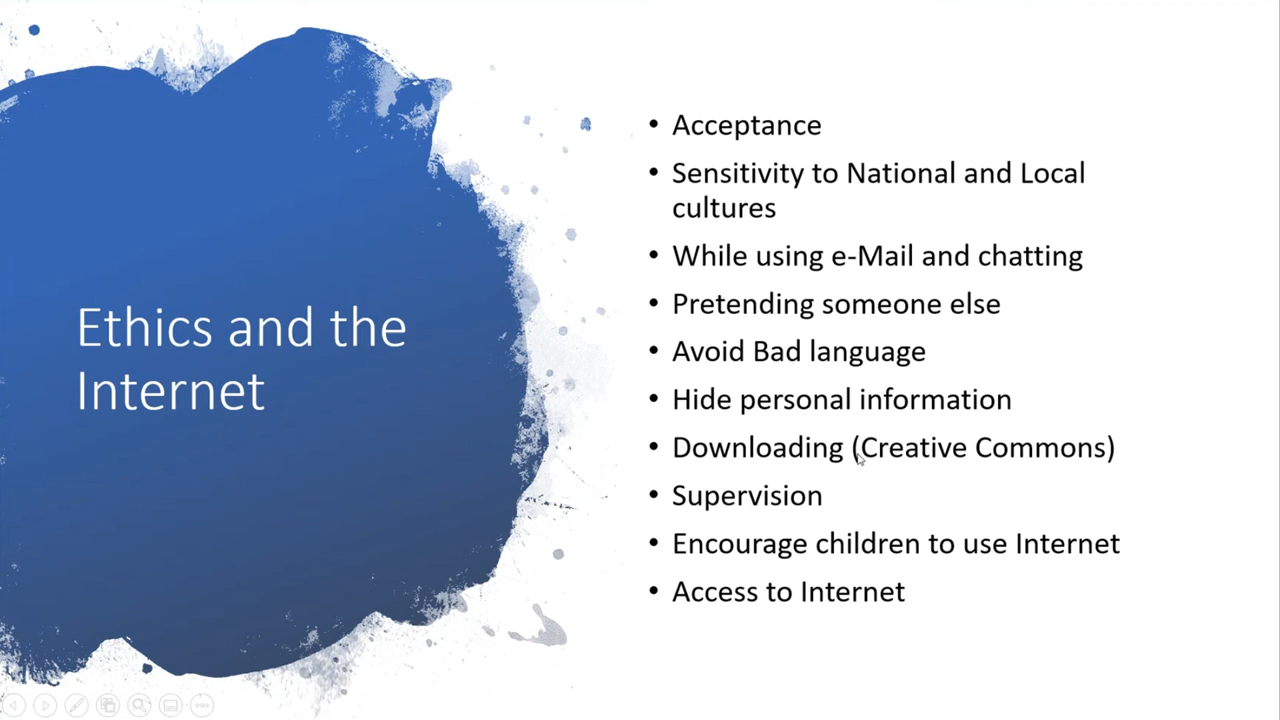 Ethics and the
Internet
• Acceptance
• Sensitivity to National and Local
cultures
• While using e-Mail and chatting
• Pretending someone else
• Avoid Bad language
• Hide personal information
• Downloading (Creative Commons)
• Supervision
• Encourage children to use Internet
• Access to Internet